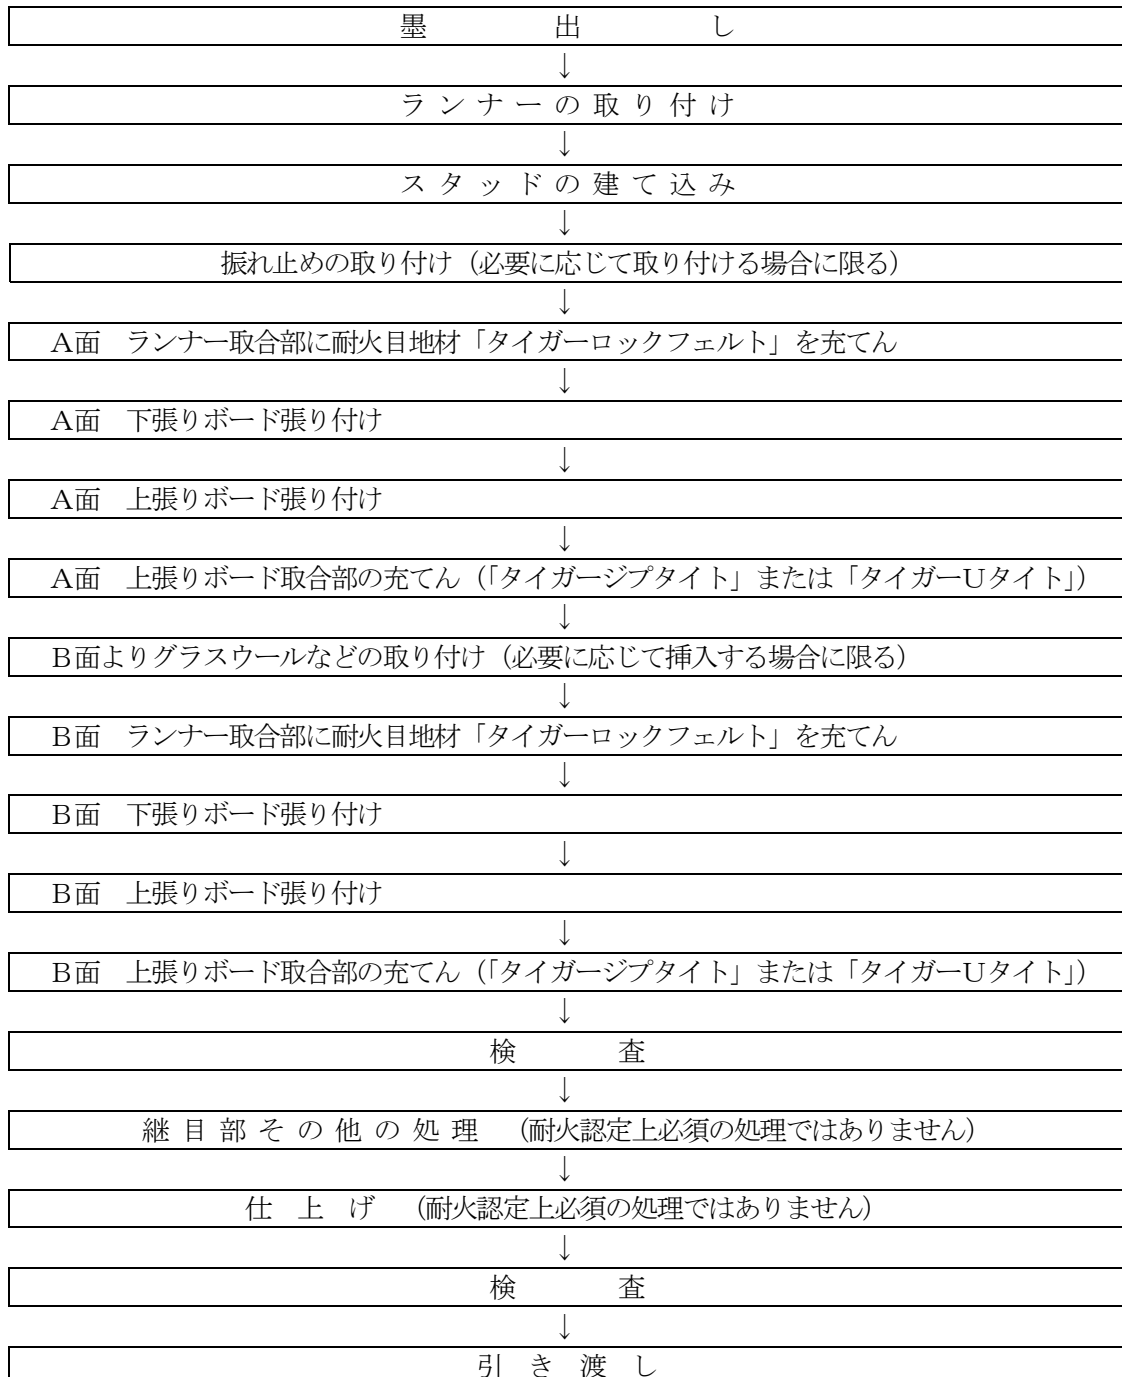 墨出し
↓
ランナーの取り付け
↓
スタッドの建て込み
↓
振れ止めの取り付け（必要に応じて取り付ける場合に限る）
↓
A面　ランナー取合部に耐火目地材「タイガーロックフェルト」を充てん
↓
A面　下張りボード張り付け
↓
A面　上張りボード張り付け
↓
A面　上張りボード取合部の充てん（「タイガージプタイト」または「タイガーUタイト」）
↓
B面よりグラスウールなどの取り付け（必要に応じて挿入する場合に限る）
↓
B面　ランナー取合部に耐火目地材「タイガーロックフェルト」を充てん
↓
B面　下張りボード張り付け
↓
B面　上張りボード張り付け
↓
B面　上張りボード取合部の充てん（「タイガージプタイト」または「タイガーUタイト」）
↓
検査
↓
継目部その他の処理　（耐火認定上必須の処理ではありません）
↓
仕上げ　（耐火認定上必須の処理ではありません）
↓
検査
↓
引き渡し